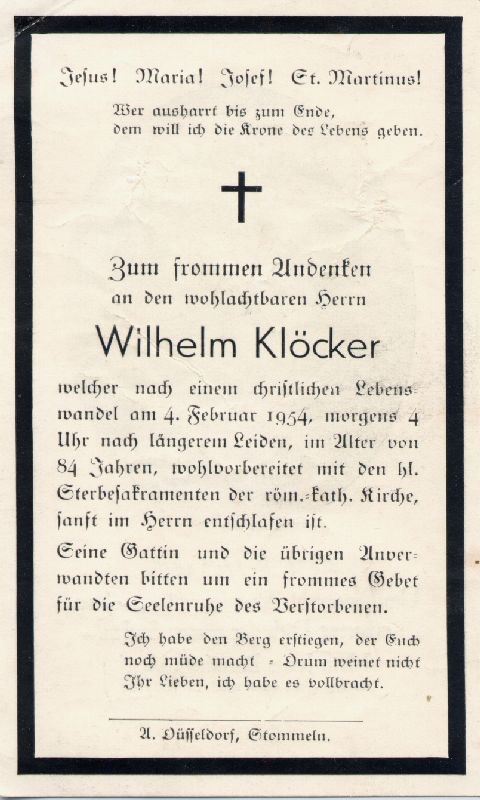 Jesus! Maria! Josef! St. Martinus!
Wer ausharrt bis zum Ende,
dem will ich die Krone des Lebens geben.
Zum frommen Andenken
an den wohlachtbaren Herrn
Wilhelm Klöcker
welcher nach einem christlichen Lebens-
wandel am 4. Februar 1954, morgens 4
Uhr nach längerem Leiden, im Alter von
84 Jahren, wohlvorbereitet mit den hl.
Sterbesakramenten der röm.-kath. Kirche,
sanft im Herrn entschlafen ist.
Seine Gattin und die übrigen Anver-
wandten bitten um ein frommes Gebet
für die Seelenruhe des Verstorbenen.
Ich habe den Berg erstiegen, der Euch
noch müde macht - Drum weinet nicht
Ihr Lieben, ich habe es vollbracht.
A. Düsseldorf, Stommeln.